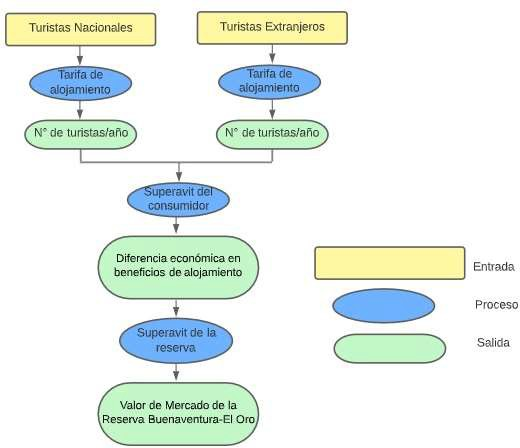 Turistas Nacionales
Turistas Extranjeros
Tarifa de
alojamiento
Tarifa de
alojamiento
N° de turistas/año
N° de turistas/año
Superavit del
consumidor
Diferencia económica en
beneficios de alojamiento
Superavit de la
reserva
Valor de Mercado de la
Reserva Buenaventura-El Oro
Entrada
Proceso
Salida